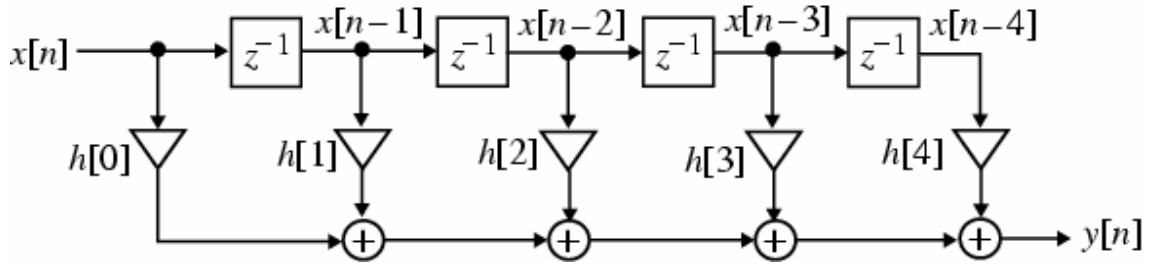 x[n] z⁻¹ x[n−1] z⁻¹ x[n−2] z⁻¹ x[n−3] z⁻¹ x[n−4]
h[0] h[1] h[2] h[3] h[4]
+ + + + y[n]